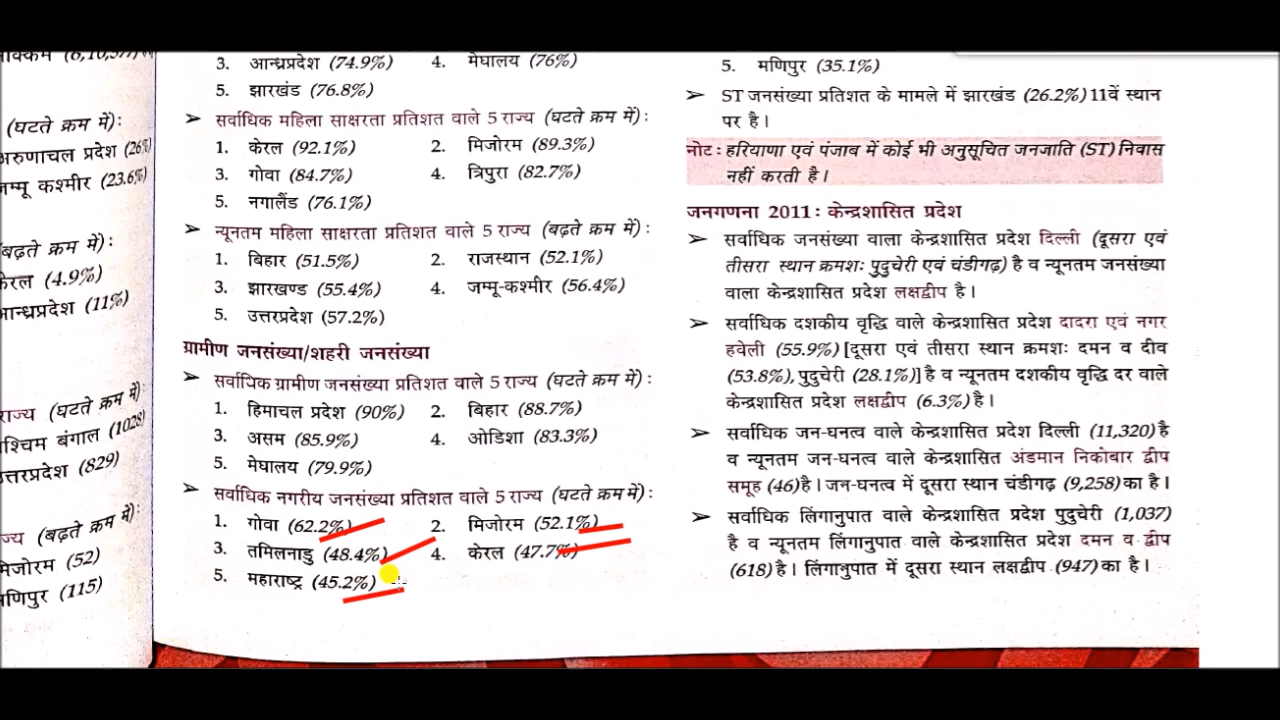 (घटते क्रम में):
अरुणाचल प्रदेश (26%
जम्मू कश्मीर (23.6%)
बढ़ते क्रम में):
केरल (4.9%)
आन्ध्रप्रदेश (11%)
राज्य (घटते क्रम में):
पश्चिम बंगाल (1028)
उत्तरप्रदेश (829)
ज्य (बढ़ते क्रम में):
मिजोरम (52)
मणिपुर (115)
3. आन्ध्रप्रदेश (74.9%) 4. मेघालय (76%)
5. झारखंड (76.8%)
➢ सर्वाधिक महिला साक्षरता प्रतिशत वाले 5 राज्य (घटते क्रम में):
1. केरल (92.1%) 2. मिजोरम (89.3%)
3. गोवा (84.7%) 4. त्रिपुरा (82.7%)
5. नगालैंड (76.1%)
➢ न्यूनतम महिला साक्षरता प्रतिशत वाले 5 राज्य (बढ़ते क्रम में):
1. बिहार (51.5%) 2. राजस्थान (52.1%)
3. झारखण्ड (55.4%) 4. जम्मू-कश्मीर (56.4%)
5. उत्तरप्रदेश (57.2%)
ग्रामीण जनसंख्या/शहरी जनसंख्या
➢ सर्वाधिक ग्रामीण जनसंख्या प्रतिशत वाले 5 राज्य (घटते क्रम में):
1. हिमाचल प्रदेश (90%) 2. बिहार (88.7%)
3. असम (85.9%) 4. ओडिशा (83.3%)
5. मेघालय (79.9%)
➢ सर्वाधिक नगरीय जनसंख्या प्रतिशत वाले 5 राज्य (घटते क्रम में):
1. गोवा (62.2%) 2. मिजोरम (52.1%)
3. तमिलनाडु (48.4%) 4. केरल (47.7%)
5. महाराष्ट्र (45.2%)
5. मणिपुर (35.1%)
➢ ST जनसंख्या प्रतिशत के मामले में झारखंड (26.2%) 11वें स्थान
पर है।
नोट: हरियाणा एवं पंजाब में कोई भी अनुसूचित जनजाति (ST) निवास
नहीं करती है।
जनगणना 2011: केन्द्रशासित प्रदेश
➢ सर्वाधिक जनसंख्या वाला केन्द्रशासित प्रदेश दिल्ली (दूसरा एवं
तीसरा स्थान क्रमशः पुदुचेरी एवं चंडीगढ़) है व न्यूनतम जनसंख्या
वाला केन्द्रशासित प्रदेश लक्षद्वीप है।
➢ सर्वाधिक दशकीय वृद्धि वाले केन्द्रशासित प्रदेश दादरा एवं नगर
हवेली (55.9%) [दूसरा एवं तीसरा स्थान क्रमशः दमन व दीव
(53.8%), पुदुचेरी (28.1%)] है व न्यूनतम दशकीय वृद्धि दर वाले
केन्द्रशासित प्रदेश लक्षद्वीप (6.3%) है।
➢ सर्वाधिक जन-घनत्व वाले केन्द्रशासित प्रदेश दिल्ली (11,320) है
व न्यूनतम जन-घनत्व वाले केन्द्रशासित अंडमान निकोबार द्वीप
समूह (46) है। जन-घनत्व में दूसरा स्थान चंडीगढ़ (9,258) का है।
➢ सर्वाधिक लिंगानुपात वाले केन्द्रशासित प्रदेश पुदुचेरी (1,037)
है व न्यूनतम लिंगानुपात वाले केन्द्रशासित प्रदेश दमन व द्वीप
(618) है। लिंगानुपात में दूसरा स्थान लक्षद्वीप (947) का है।